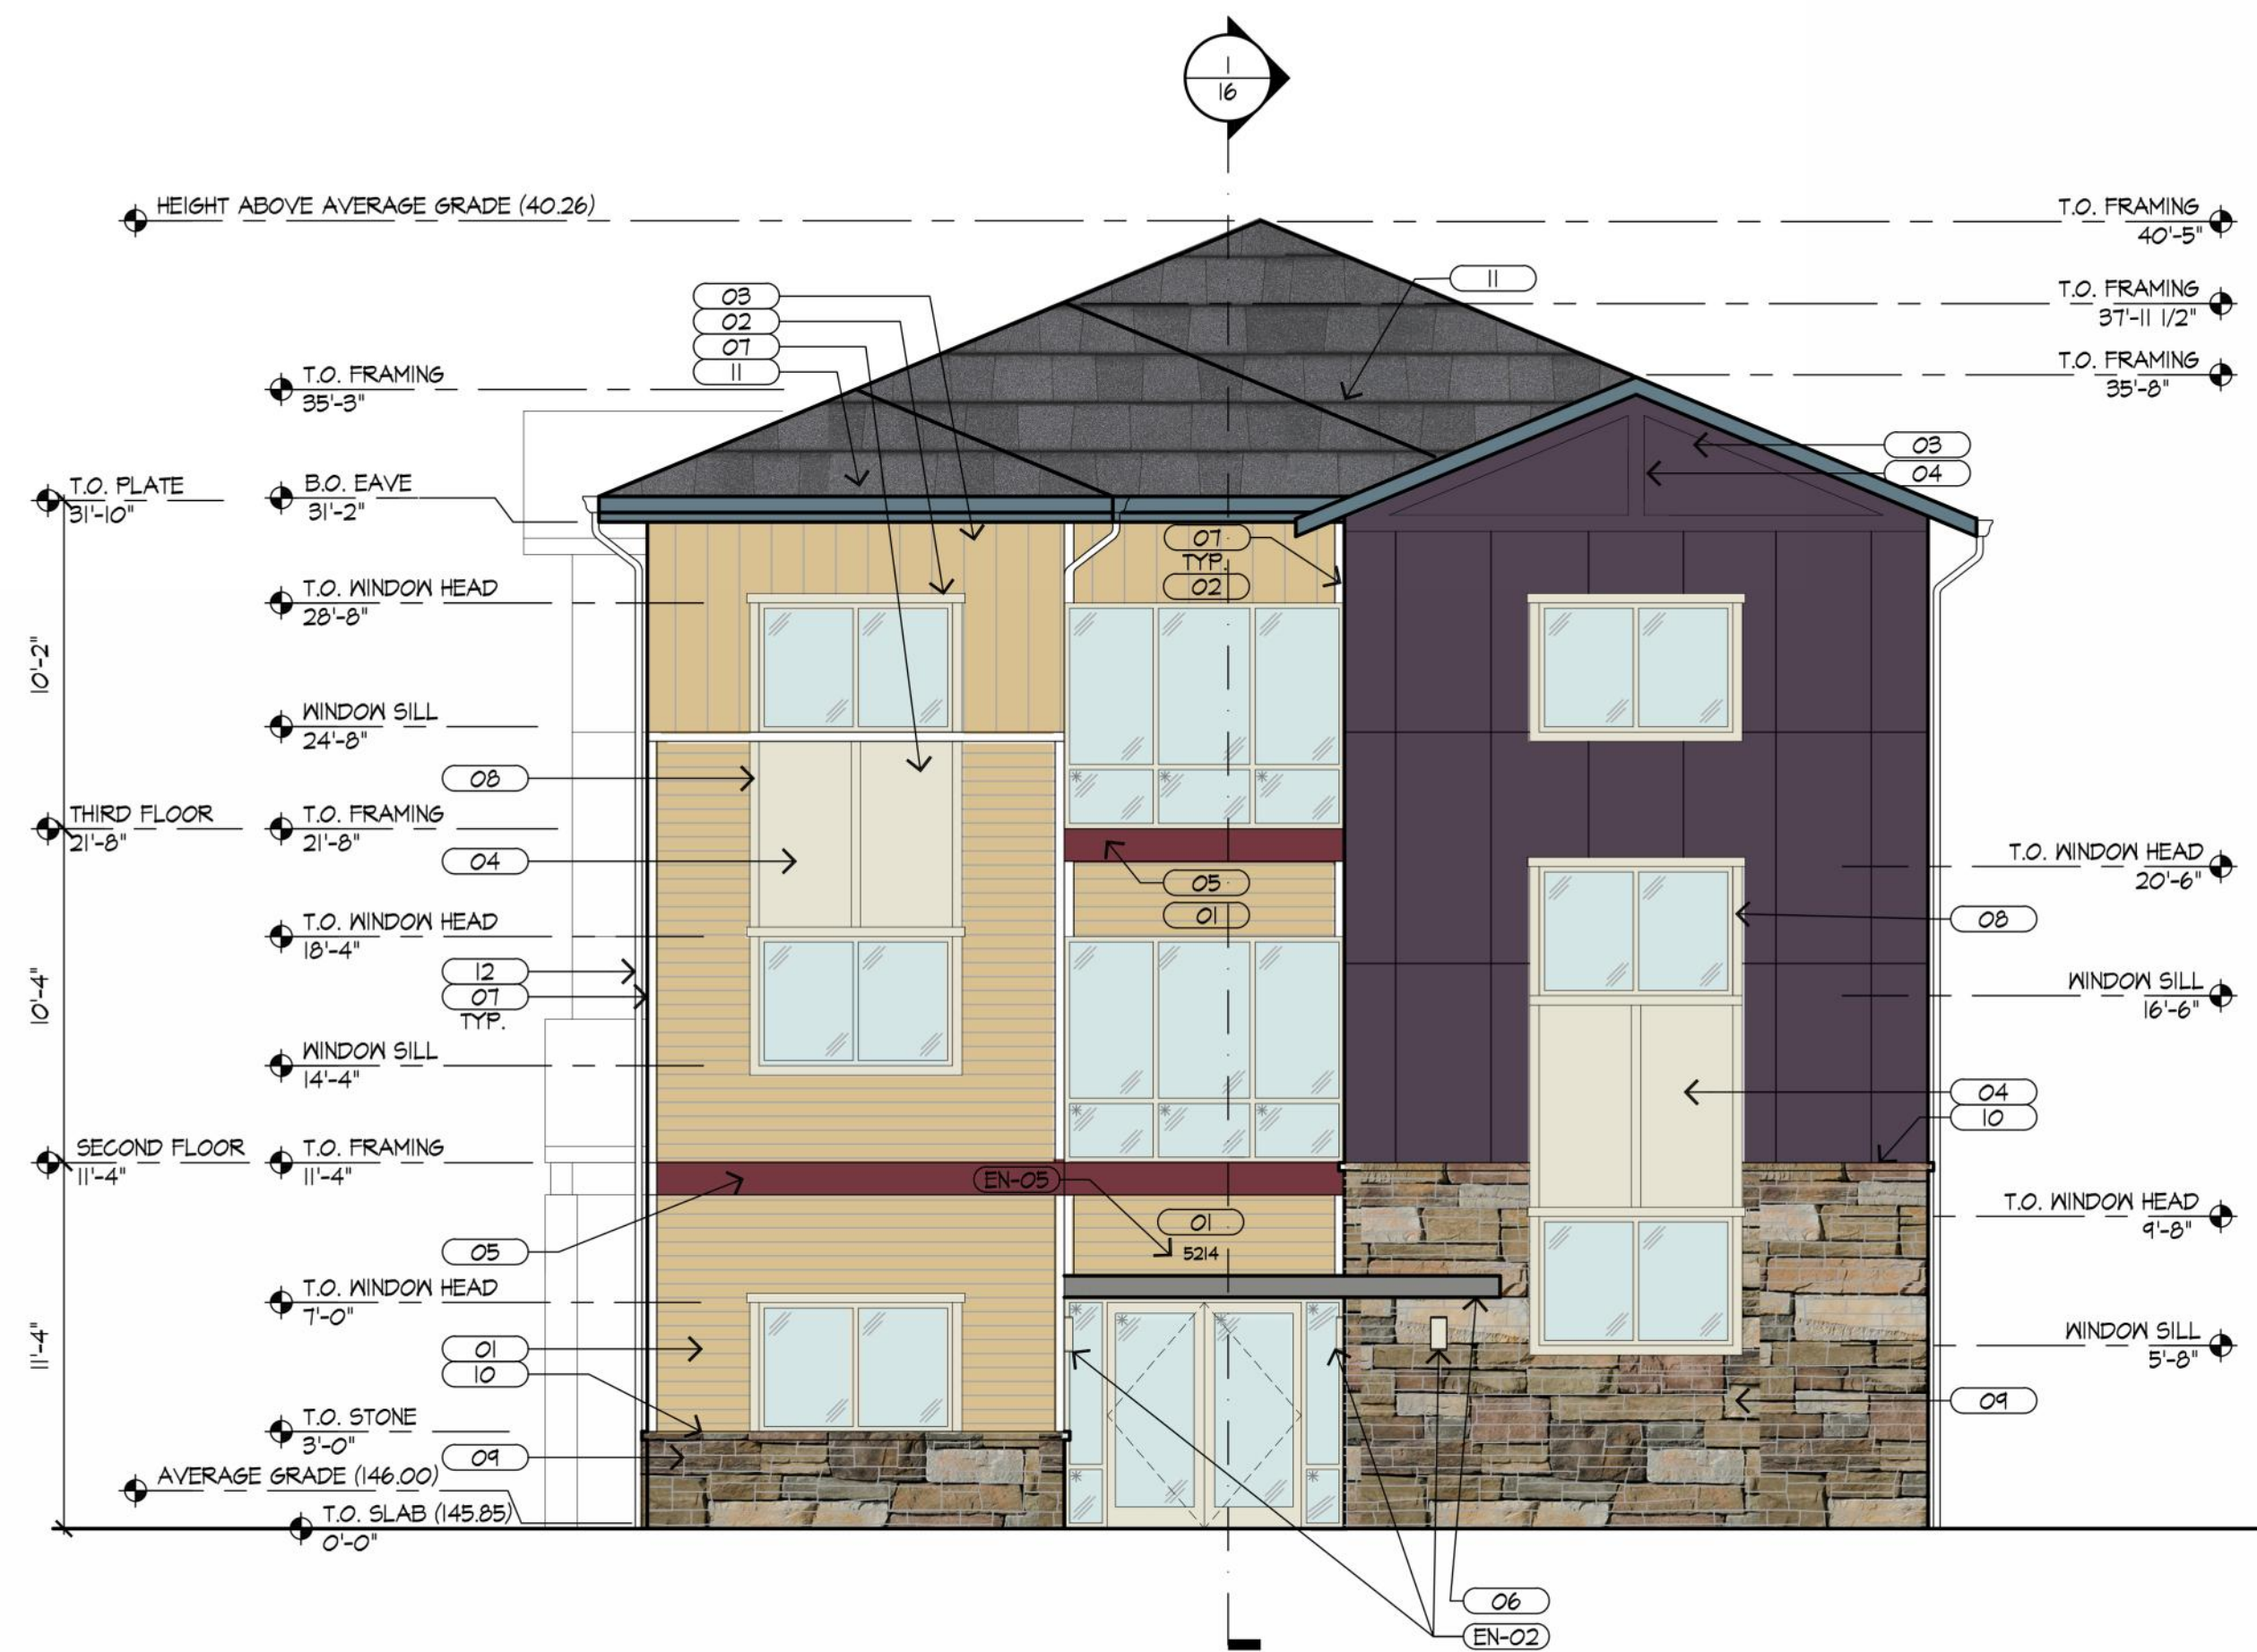 1
16
HEIGHT ABOVE AVERAGE GRADE (40.26)
T.O. FRAMING
40'-5"
T.O. FRAMING
37'-11 1/2"
T.O. FRAMING
35'-8"
03
02
07
11
11
T.O. FRAMING
35'-3"
03
04
T.O. PLATE
31'-10"
B.O. EAVE
31'-2"
07
TYP.
02
T.O. WINDOW HEAD
28'-8"
10'-2"
WINDOW SILL
24'-8"
08
THIRD FLOOR
21'-8"
T.O. FRAMING
21'-8"
04
05
01
T.O. WINDOW HEAD
20'-6"
08
T.O. WINDOW HEAD
18'-4"
12
07
TYP.
10'-4"
WINDOW SILL
16'-6"
WINDOW SILL
14'-4"
04
10
SECOND FLOOR
11'-4"
T.O. FRAMING
11'-4"
EN-05
01
5214
T.O. WINDOW HEAD
9'-8"
05
T.O. WINDOW HEAD
7'-0"
11'-4"
01
10
WINDOW SILL
5'-8"
09
T.O. STONE
3'-0"
09
AVERAGE GRADE (146.00)
T.O. SLAB (145.85)
0'-0"
06
EN-02